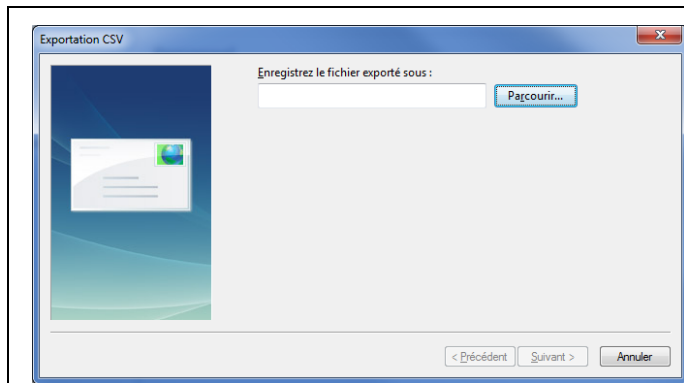 Exportation CSV
Enregistrez le fichier exporté sous :
Parcourir...
< Précédent Suivant > Annuler